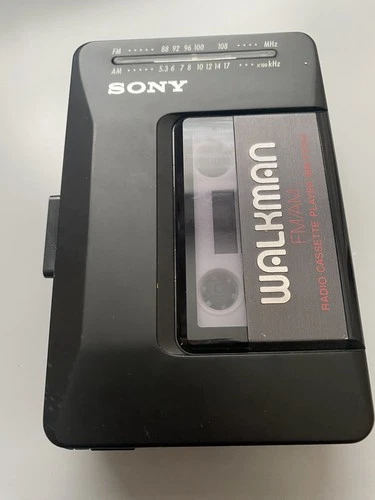 FM ..... 88 92 96 100 108 ..... MHz
AM ..... 5.3 6 7 8 10 12 14 17 x100 kHz
SONY
WALKMAN
FM/AM
RADIO CASSETTE PLAYER